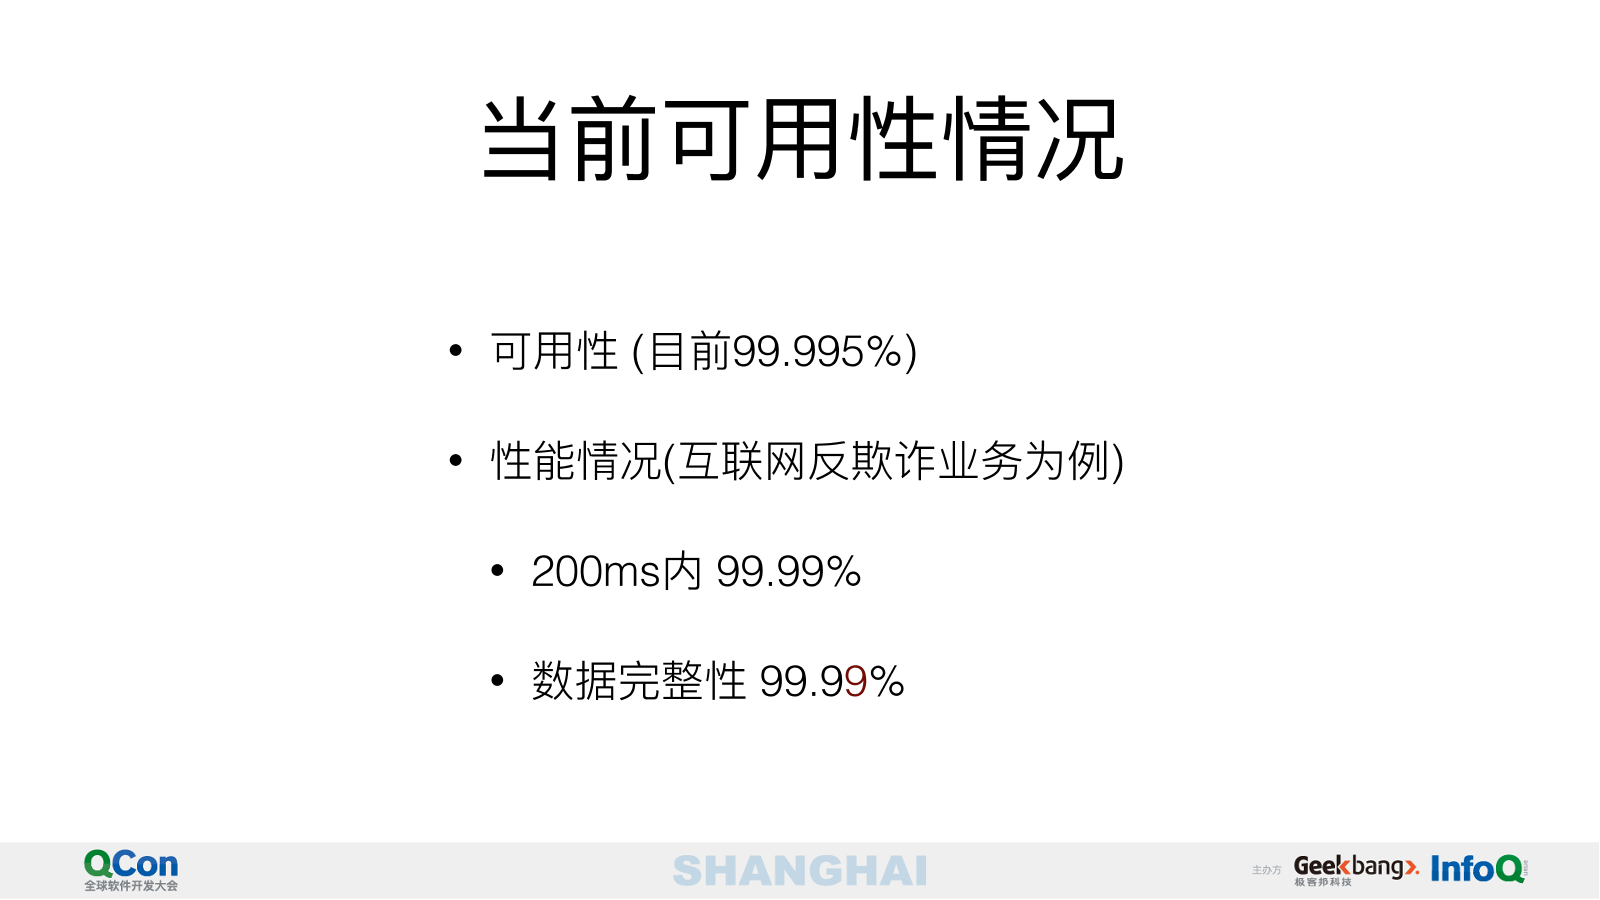 当前可用性情况
• 可用性 (目前99.995%)
• 性能情况(互联网反欺诈业务为例)
• 200ms内 99.99%
• 数据完整性 99.99%
QCon
全球软件开发大会
SHANGHAI
主办方
Geekbang>.
极客邦科技
InfoQ